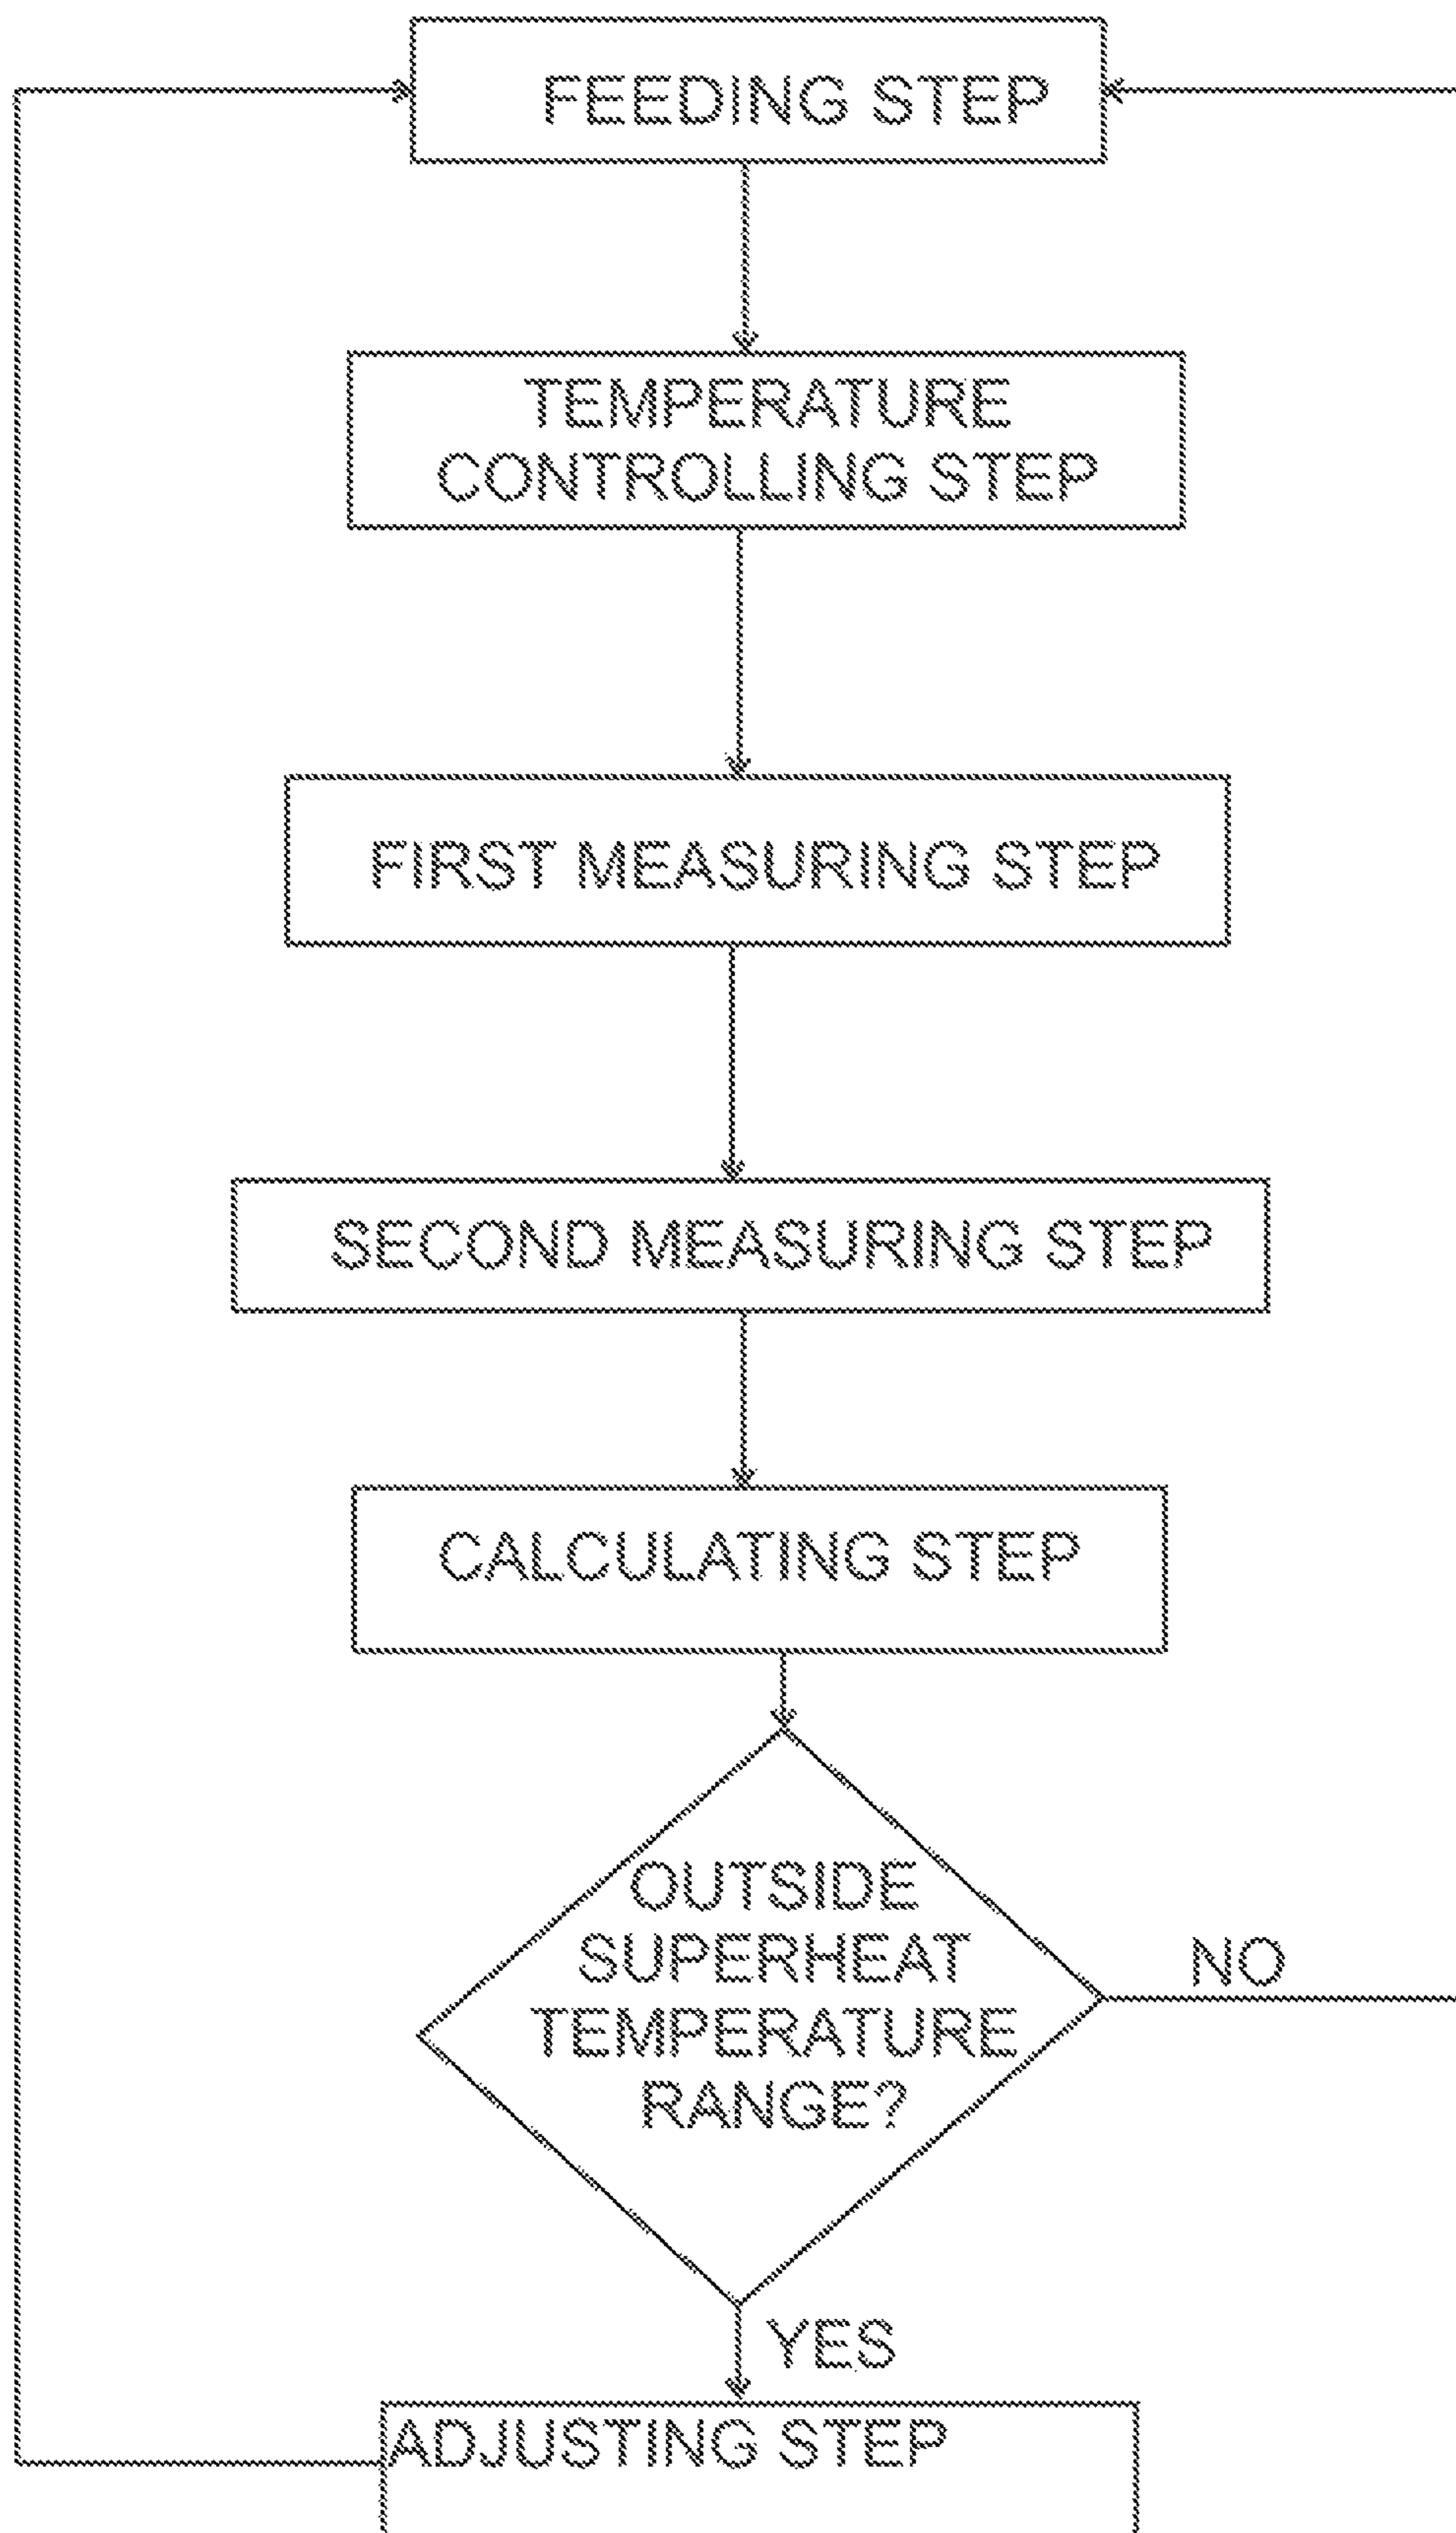 FEEDING STEP
TEMPERATURE
CONTROLLING STEP
FIRST MEASURING STEP
SECOND MEASURING STEP
CALCULATING STEP
OUTSIDE
SUPERHEAT
TEMPERATURE
RANGE?
NO
YES
ADJUSTING STEP